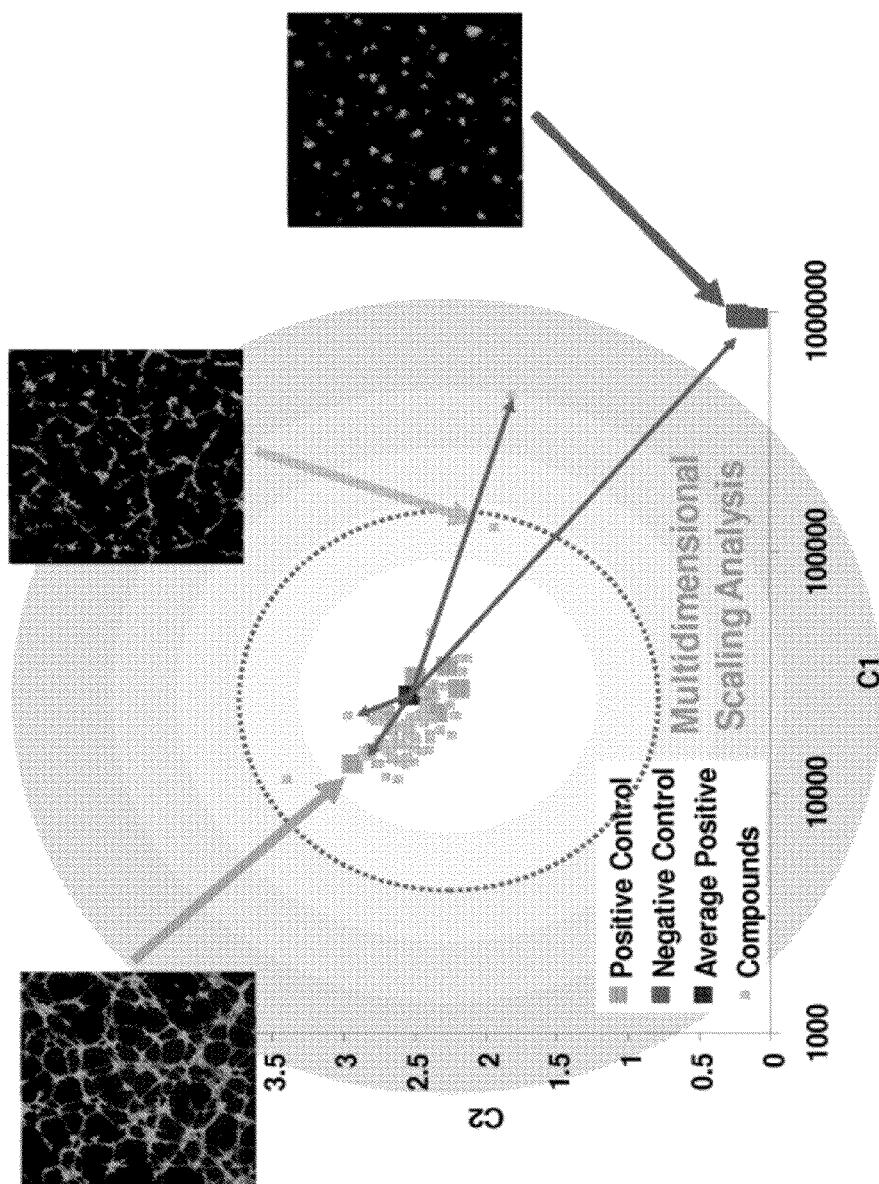 C2
3.5
3
2.5
2
1.5
1
0.5
0
1000
10000
100000
1000000
C1
Positive Control
Negative Control
Average Positive
Compounds
Multidimensional
Scaling Analysis